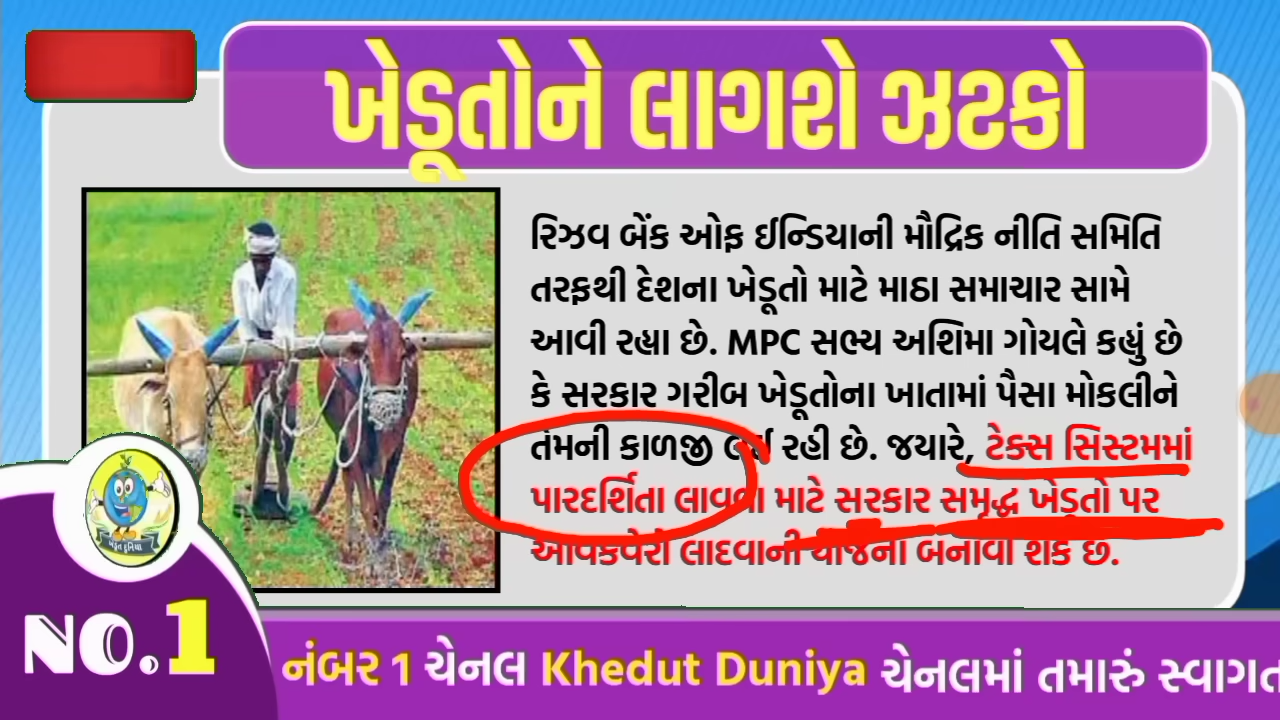 ખેડૂતોને લાગશે ઝટકો
રિઝવ બેંક ઓફ ઈન્ડિયાની મૌદ્રિક નીતિ સમિતિ
તરફથી દેશના ખેડૂતો માટે માઠા સમાચાર સામે
આવી રહ્યા છે. MPC સભ્ય અશિમા ગોયલે કહ્યું છે
કે સરકાર ગરીબ ખેડૂતોના ખાતામાં પૈસા મોકલીને
તેમની કાળજી લઈ રહી છે. જયારે, ટેક્સ સિસ્ટમમાં
પારદર્શિતા લાવવા માટે સરકાર સમૃદ્ધ ખેડૂતો પર
આવકવેરો લાદવાની યોજના બનાવી શકે છે.
ખેડૂત દુનિયા
NO.1
નંબર 1 ચેનલ Khedut Duniya ચેનલમાં તમારું સ્વાગત